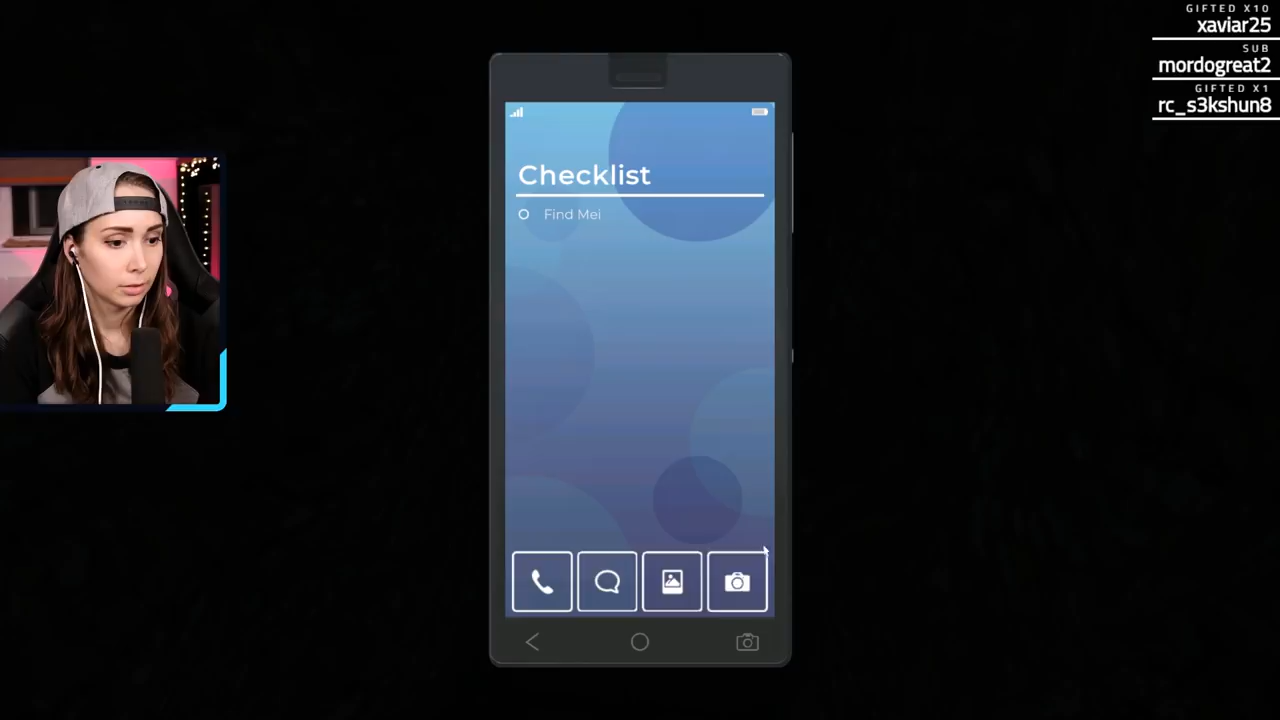 GIFTED X10
xaviar25
SUB
mordogreat2
GIFTED X1
rc_s3kshun8
Checklist
Find Mei